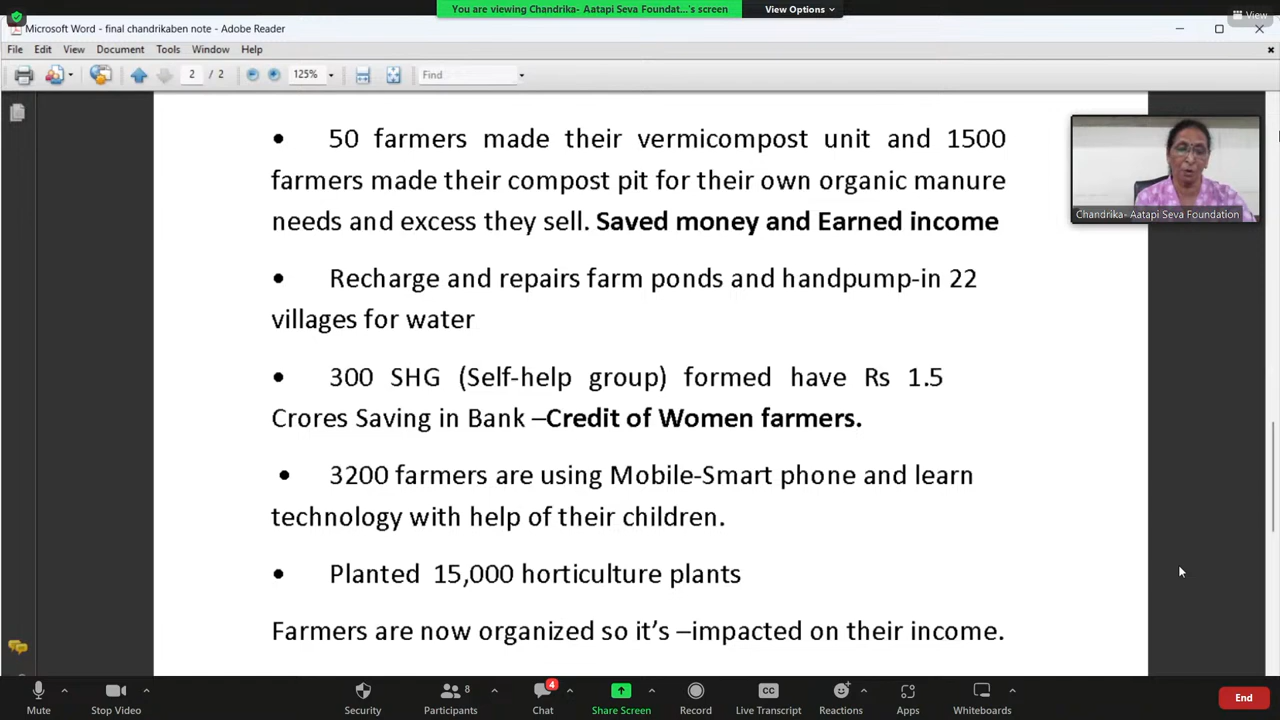 You are viewing Chandrika- Aatapi Seva Foundat...'s screen
View Options
View
Microsoft Word - final chandrikaben note - Adobe Reader
File Edit View Document Tools Window Help
2 / 2 125% Find
• 50 farmers made their vermicompost unit and 1500
farmers made their compost pit for their own organic manure
needs and excess they sell. Saved money and Earned income
Chandrika- Aatapi Seva Foundation
• Recharge and repairs farm ponds and handpump-in 22
villages for water
• 300 SHG (Self-help group) formed have Rs 1.5
Crores Saving in Bank –Credit of Women farmers.
• 3200 farmers are using Mobile-Smart phone and learn
technology with help of their children.
• Planted 15,000 horticulture plants
Farmers are now organized so it’s –impacted on their income.
8 4 CC
Mute Stop Video Security Participants Chat Share Screen Record Live Transcript Reactions Apps Whiteboards End